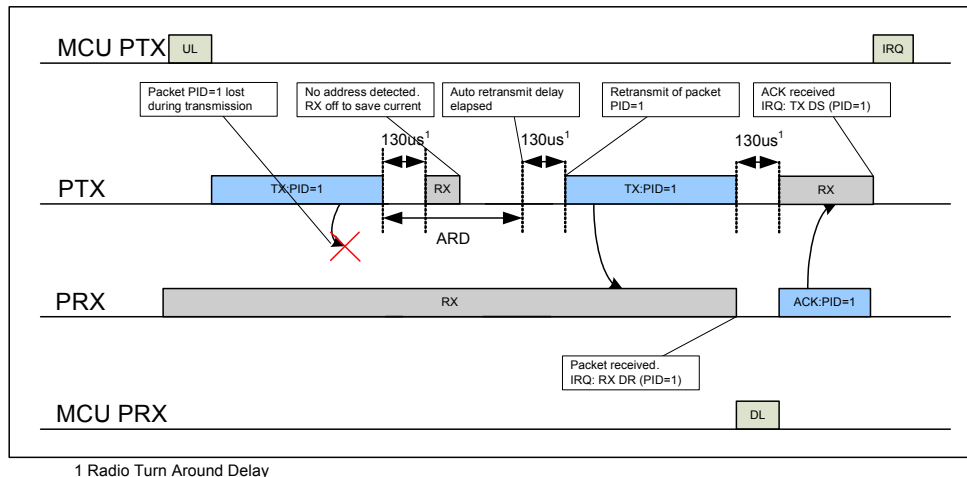 MCU PTX
UL
IRQ
Packet PID=1 lost
during transmission
No address detected.
RX off to save current
Auto retransmit delay
elapsed
Retransmit of packet
PID=1
ACK received
IRQ: TX DS (PID=1)
130us¹
130us¹
130us¹
PTX
TX:PID=1
RX
TX:PID=1
RX
ARD
PRX
RX
ACK:PID=1
Packet received.
IRQ: RX DR (PID=1)
MCU PRX
DL
1 Radio Turn Around Delay